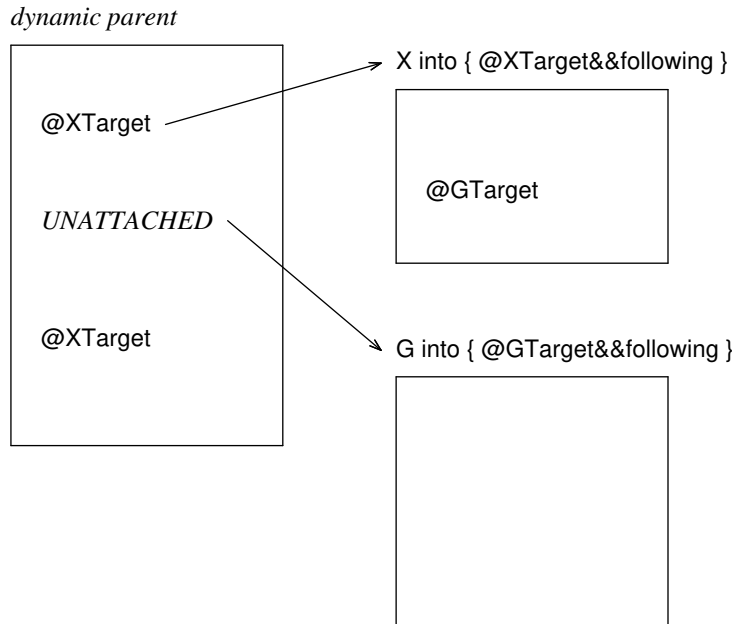 dynamic parent
X into { @XTarget&&following }
@XTarget
@GTarget
UNATTACHED
@XTarget
G into { @GTarget&&following }